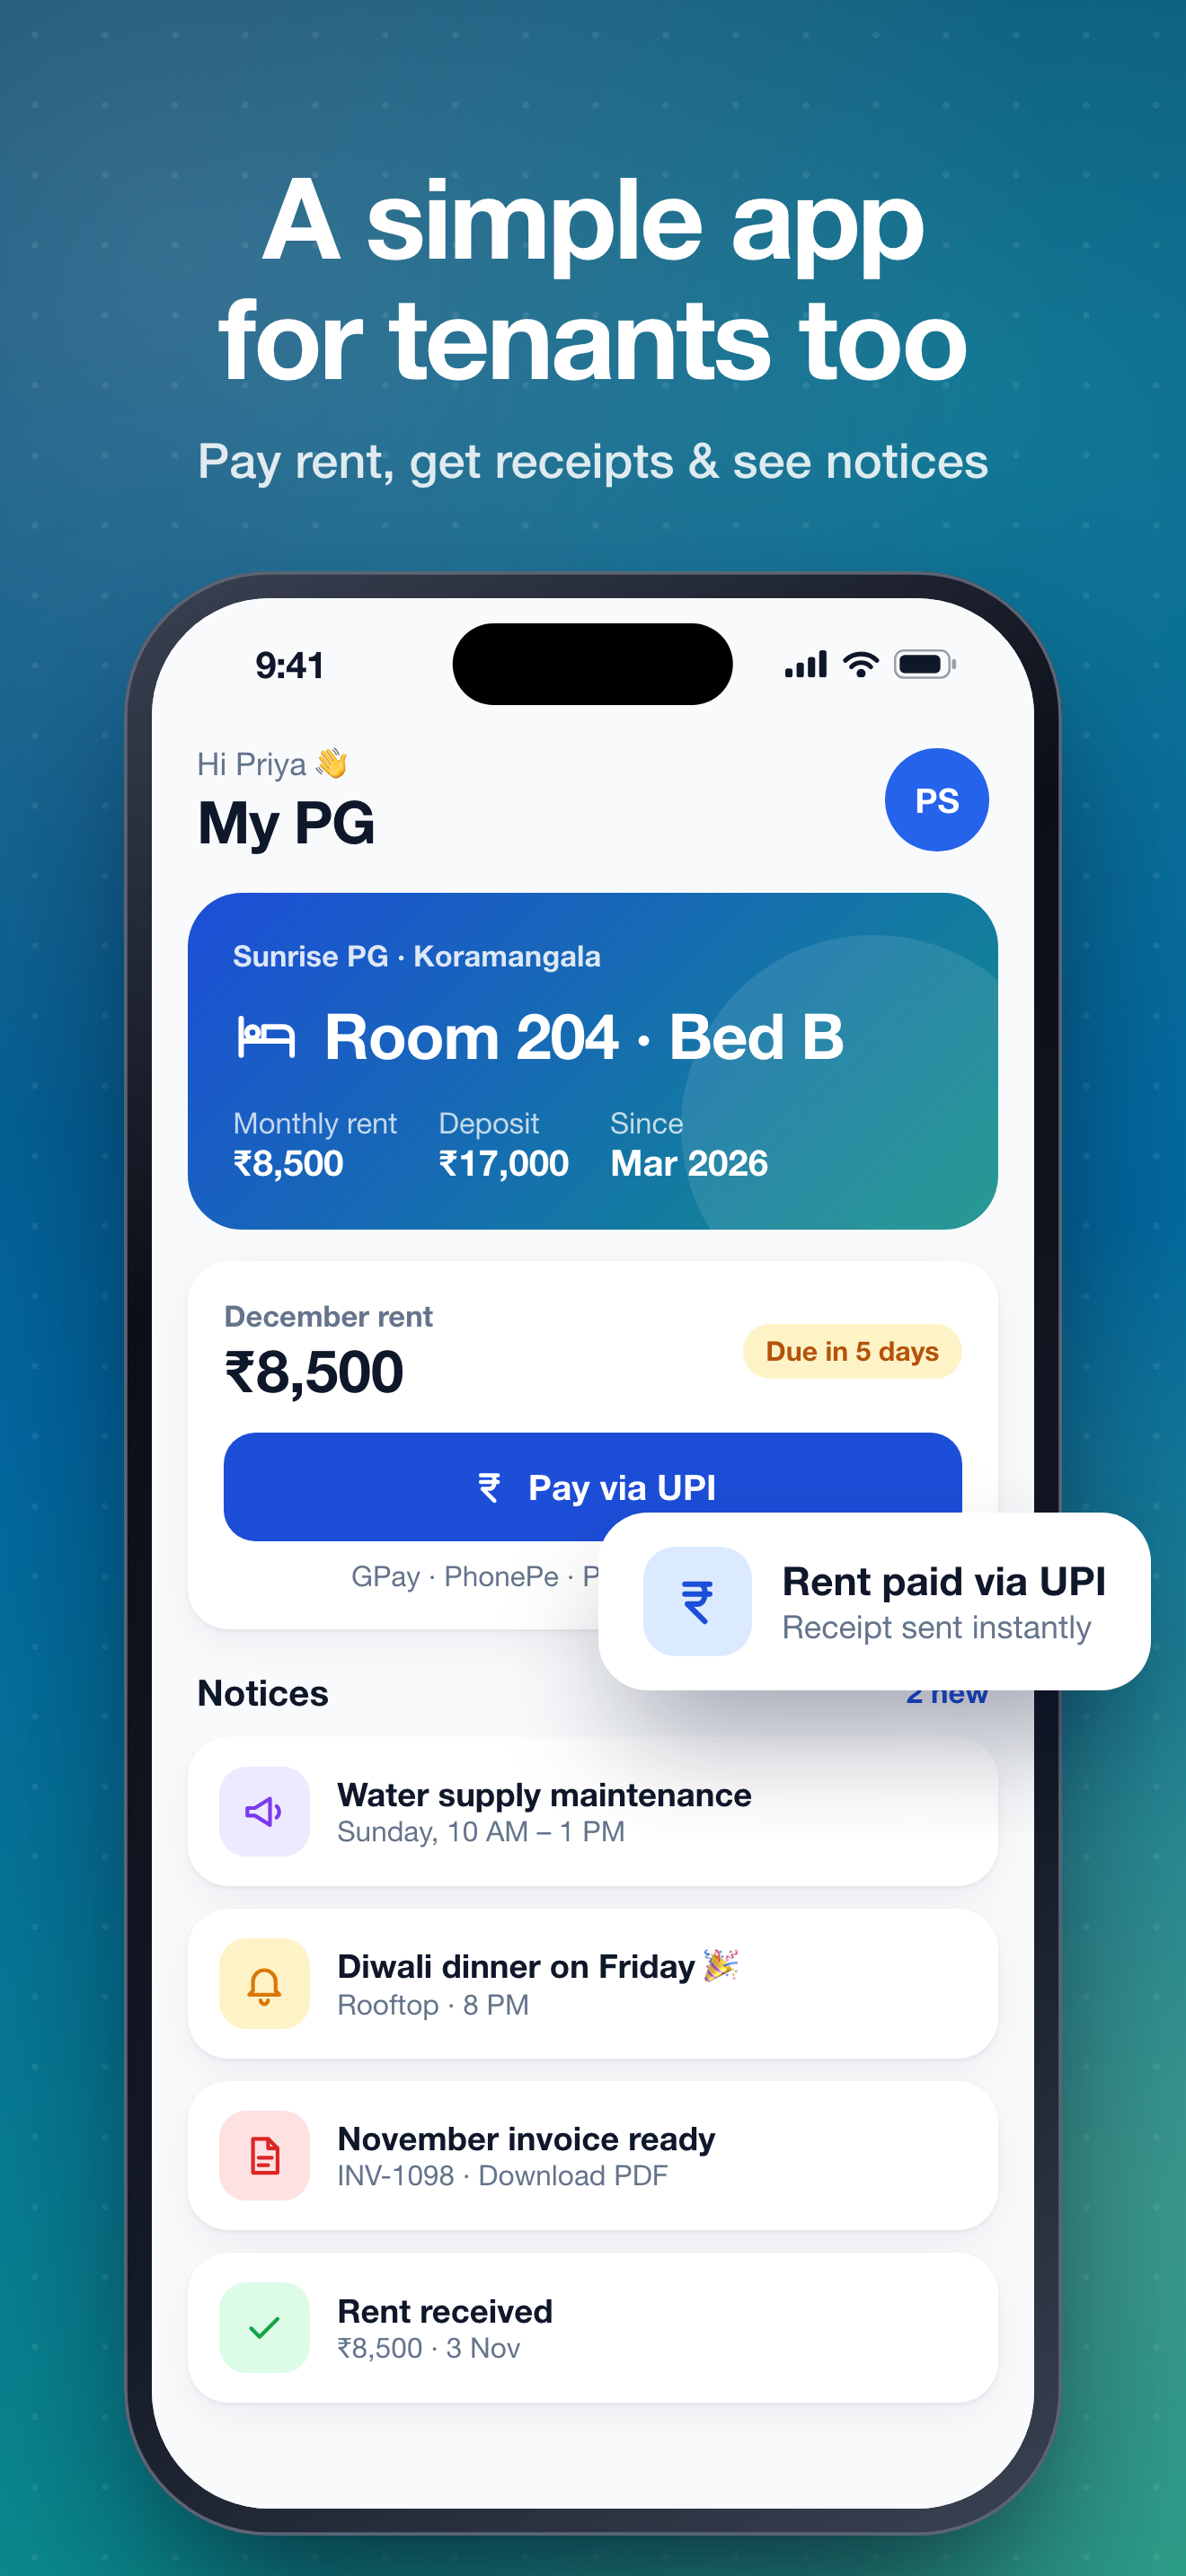 A simple app
for tenants too
Pay rent, get receipts & see notices
9:41
Hi Priya 👋
My PG
PS
Sunrise PG · Koramangala
Room 204 · Bed B
Monthly rent Deposit Since
₹8,500 ₹17,000 Mar 2026
December rent
₹8,500
Due in 5 days
₹ Pay via UPI
GPay · PhonePe ·
₹
Rent paid via UPI
Receipt sent instantly
Notices
2 new
Water supply maintenance
Sunday, 10 AM – 1 PM
Diwali dinner on Friday 🎉
Rooftop · 8 PM
November invoice ready
INV-1098 · Download PDF
Rent received
₹8,500 · 3 Nov